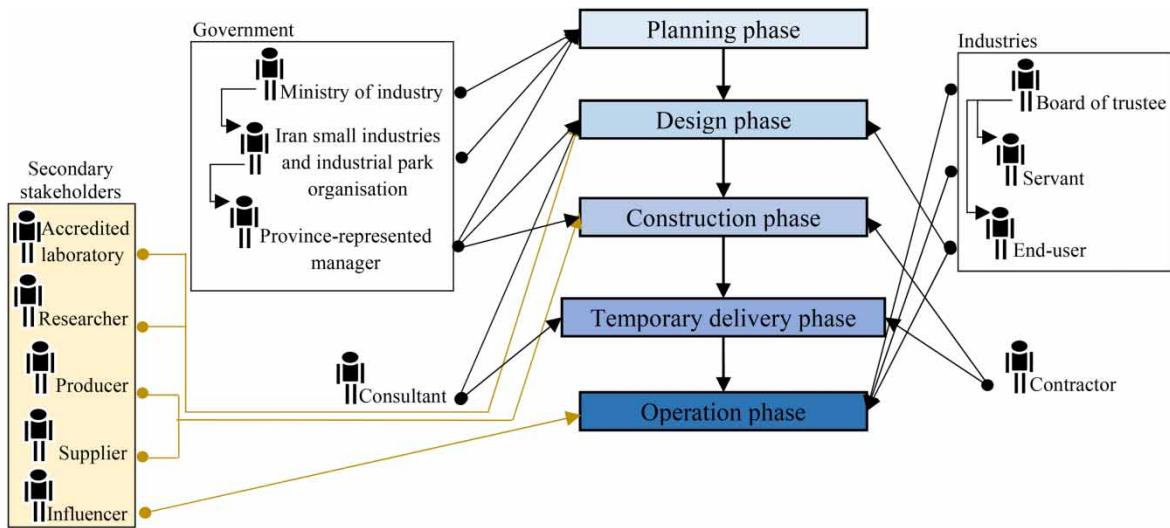 Government
Ministry of industry
Iran small industries
and industrial park
organisation
Province-represented
manager
Secondary
stakeholders
Accredited
laboratory
Researcher
Producer
Supplier
Influencer
Consultant
Planning phase
Design phase
Construction phase
Temporary delivery phase
Operation phase
Industries
Board of trustee
Servant
End-user
Contractor